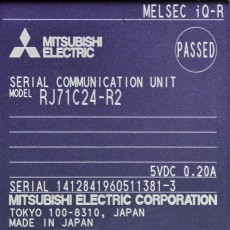 MELSEC iQ-R
MITSUBISHI
ELECTRIC
PASSED
SERIAL COMMUNICATION UNIT
MODEL RJ71C24-R2
5VDC 0.20A
SERIAL 1412841960511381-3
MITSUBISHI ELECTRIC CORPORATION
TOKYO 100-8310, JAPAN
MADE IN JAPAN